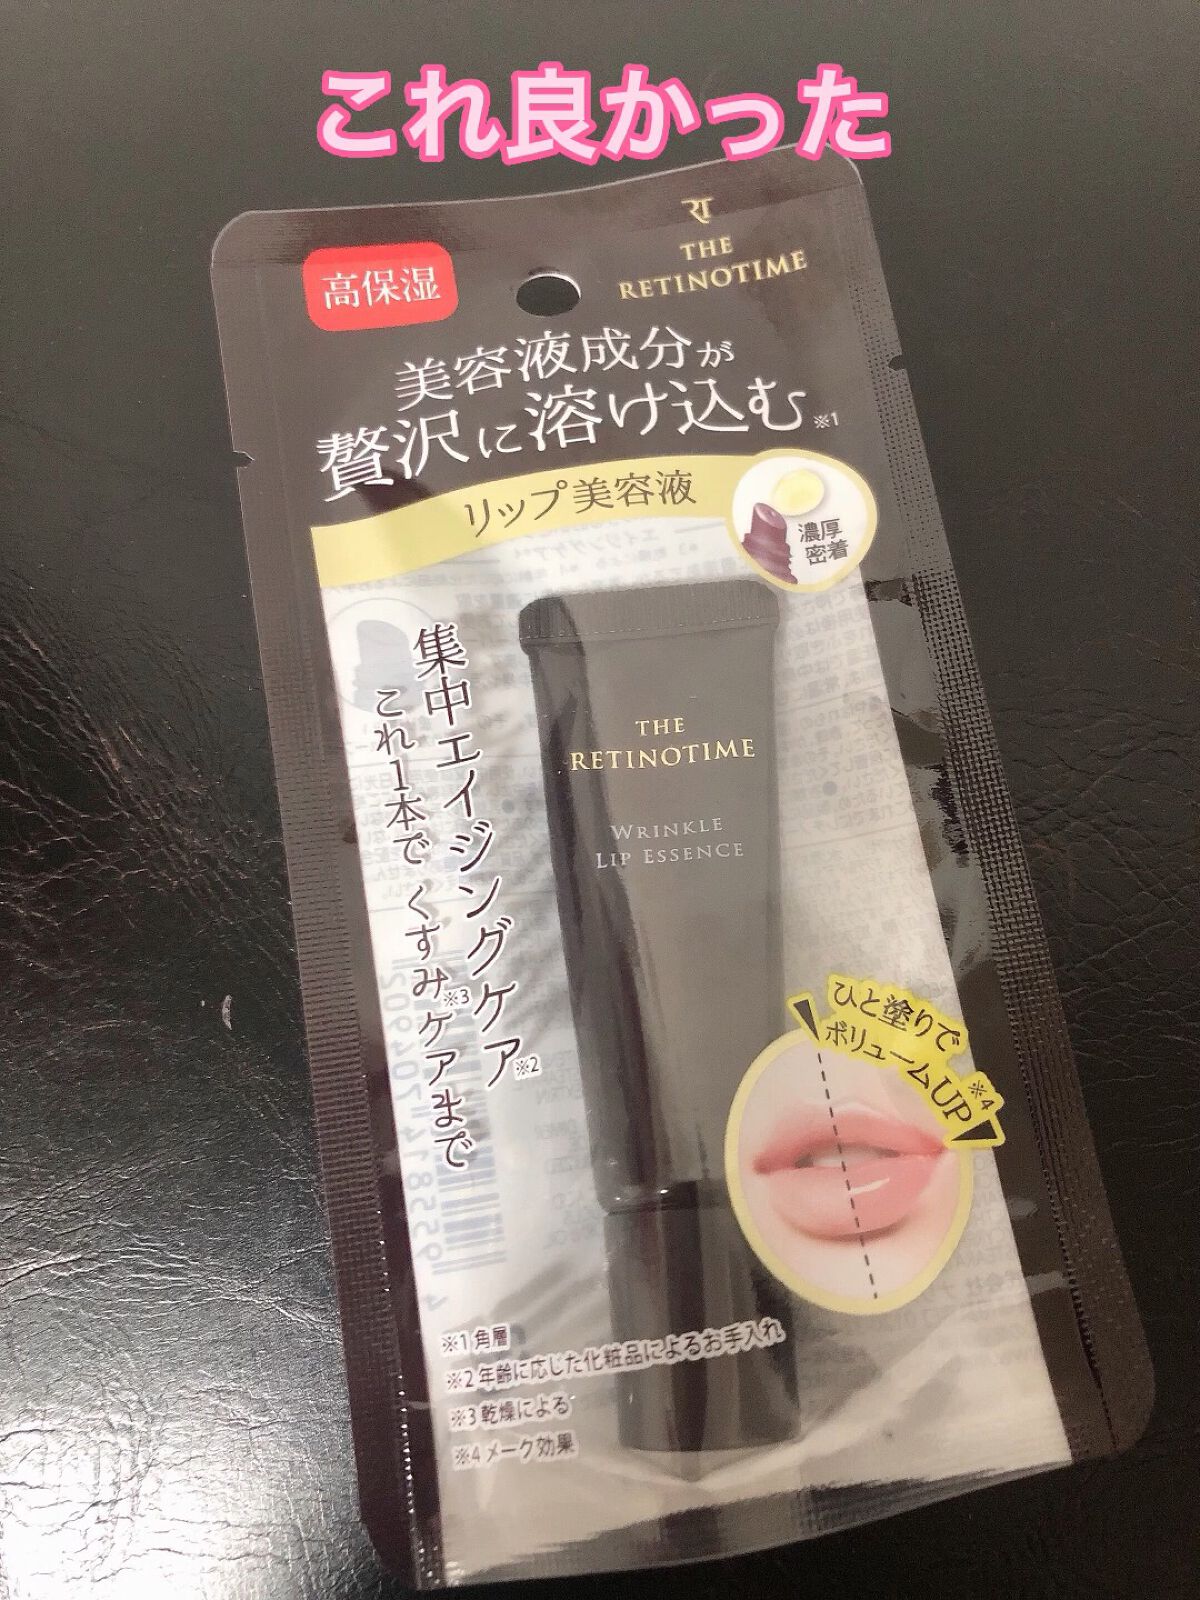 これ良かった
THE
RETINOTIME
高保湿
美容液成分が
贅沢に溶け込む※1
リップ美容液
濃厚
密着
集中エイジングケア※2
これ1本でくすみ※3ケアまで
THE
RETINOTIME
WRINKLE
LIP ESSENCE
ひと塗りで
ボリュームUP※4
※1 角層
※2 年齢に応じた化粧品によるお手入れ
※3 乾燥による
※4 メーク効果